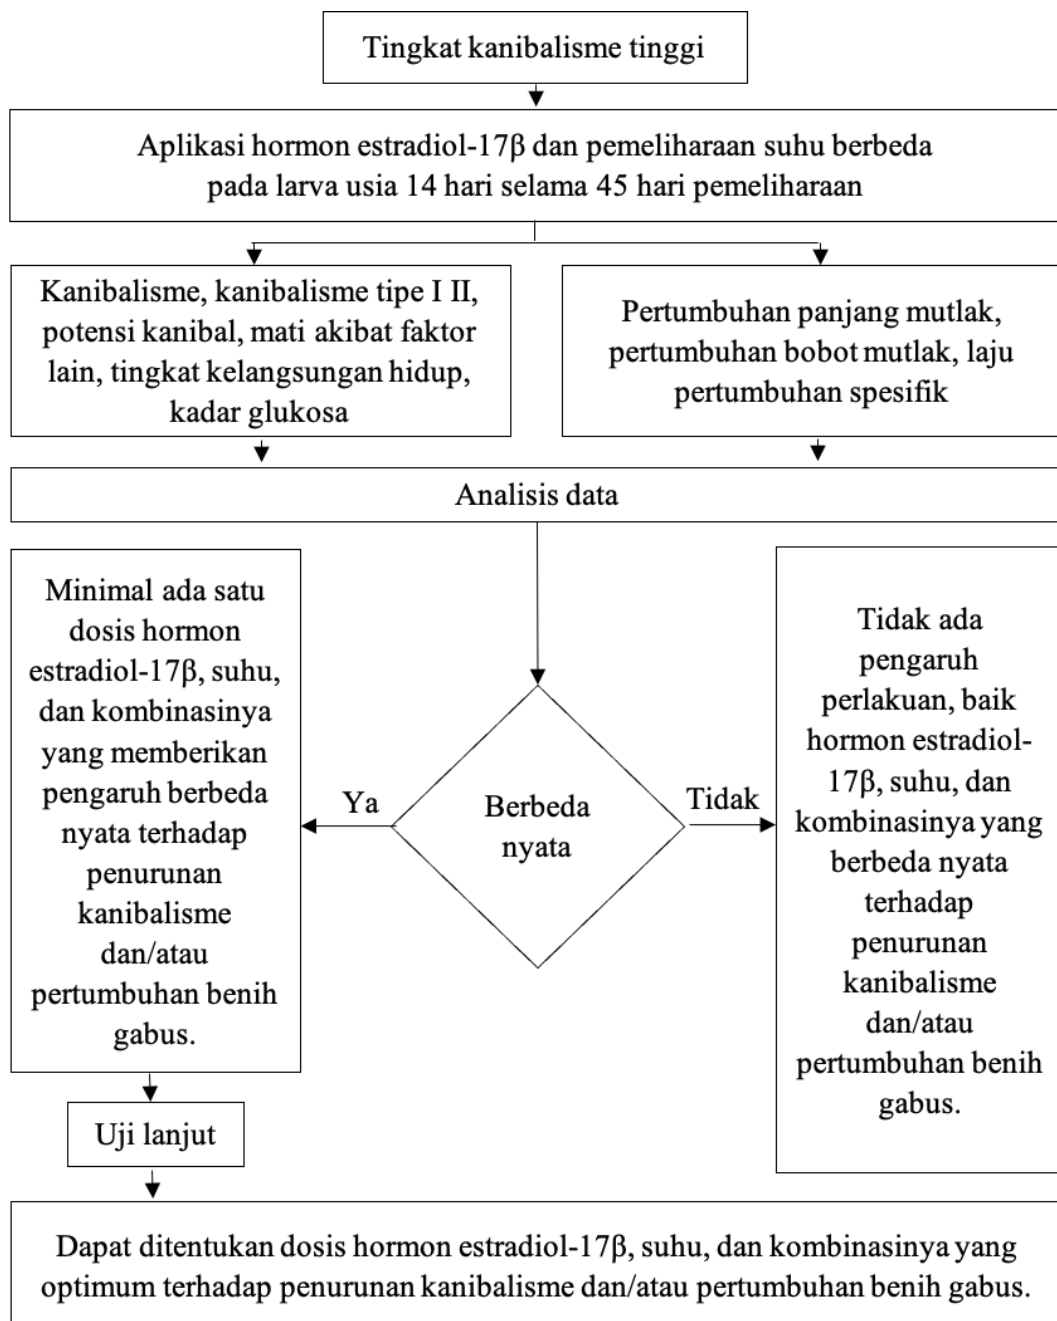 Tingkat kanibalisme tinggi
Aplikasi hormon estradiol-17β dan pemeliharaan suhu berbeda
pada larva usia 14 hari selama 45 hari pemeliharaan
Kanibalisme, kanibalisme tipe I II,
potensi kanibal, mati akibat faktor
lain, tingkat kelangsungan hidup,
kadar glukosa
Pertumbuhan panjang mutlak,
pertumbuhan bobot mutlak, laju
pertumbuhan spesifik
Analisis data
Minimal ada satu
dosis hormon
estradiol-17β, suhu,
dan kombinasinya
yang memberikan
pengaruh berbeda
nyata terhadap
penurunan
kanibalisme
dan/atau
pertumbuhan benih
gabus.
Ya
Berbeda
nyata
Tidak
Tidak ada
pengaruh
perlakuan, baik
hormon estradiol-
17β, suhu, dan
kombinasinya yang
berbeda nyata
terhadap
penurunan
kanibalisme
dan/atau
pertumbuhan benih
gabus.
Uji lanjut
Dapat ditentukan dosis hormon estradiol-17β, suhu, dan kombinasinya yang
optimum terhadap penurunan kanibalisme dan/atau pertumbuhan benih gabus.